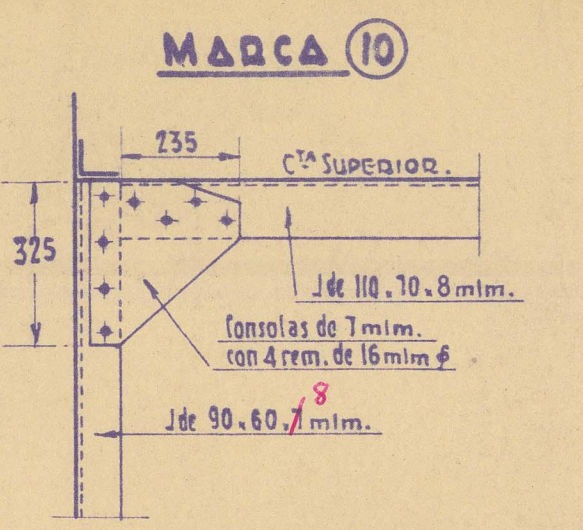 MARCA 10
235
CTA SUPERIOR.
325
J de 110 x 70 x 8 m/m.
Consolas de 7 m/m.
con 4 rem. de 16 m/m ϕ
8
J de 90 x 60 x 7 m/m.